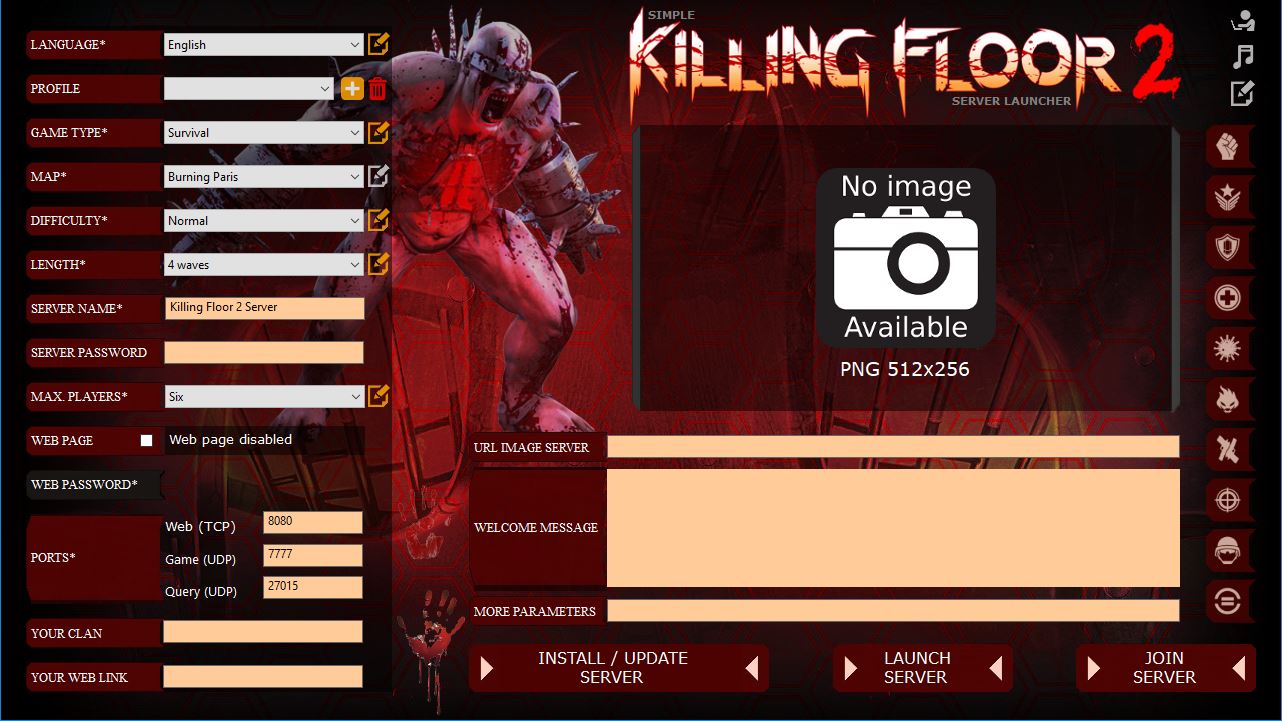 SIMPLE
KILLING FLOOR 2
SERVER LAUNCHER
LANGUAGE* English
PROFILE
GAME TYPE* Survival
MAP* Burning Paris
DIFFICULTY* Normal
LENGTH* 4 waves
SERVER NAME* Killing Floor 2 Server
SERVER PASSWORD
MAX. PLAYERS* Six
WEB PAGE Web page disabled
WEB PASSWORD*
PORTS*
Web (TCP) 8080
Game (UDP) 7777
Query (UDP) 27015
YOUR CLAN
YOUR WEB LINK
No image
Available
PNG 512x256
URL IMAGE SERVER
WELCOME MESSAGE
MORE PARAMETERS
INSTALL / UPDATE
SERVER
LAUNCH
SERVER
JOIN
SERVER